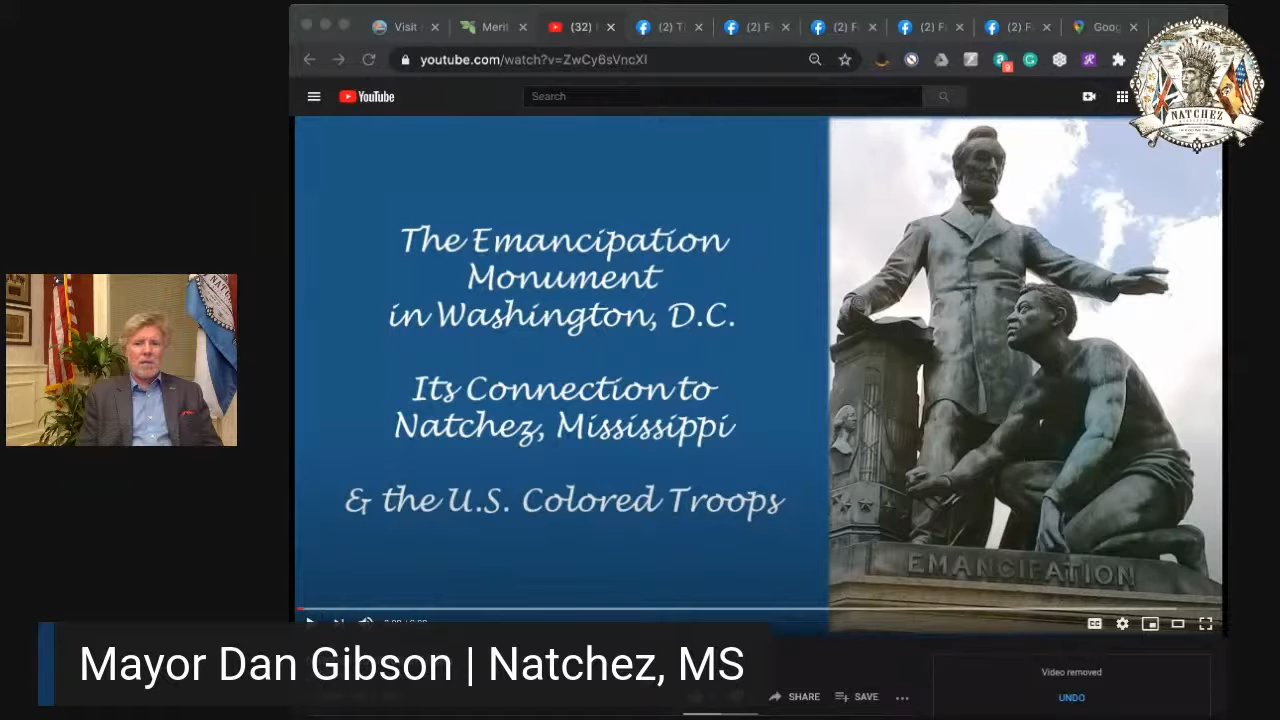 Visit
Merit
(32)
(2) T
(2) F
(2) F
(2) F
(2) F
Goog
youtube.com/watch?v=ZwCy6sVncXI
YouTube
Search
NATCHEZ
The Emancipation
Monument
in Washington, D.C.
Its Connection to
Natchez, Mississippi
& the U.S. Colored Troops
EMANCIPATION
Mayor Dan Gibson | Natchez, MS
SHARE
SAVE
Video removed
UNDO